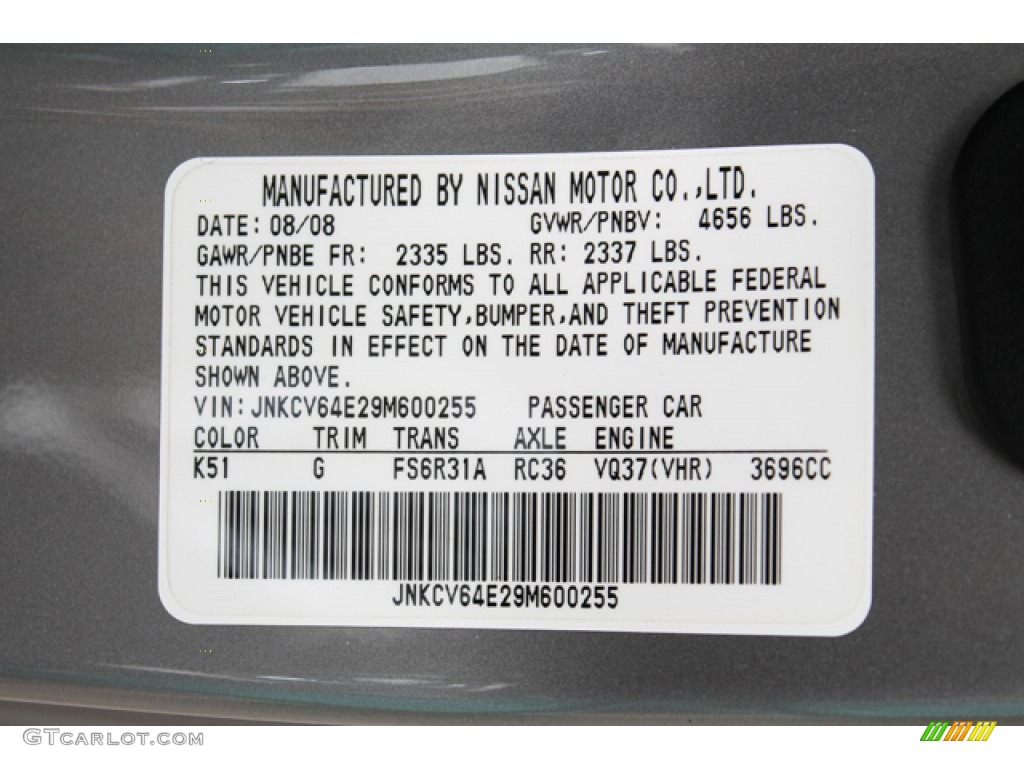 MANUFACTURED BY NISSAN MOTOR CO.,LTD.
DATE: 08/08 GVWR/PNBV: 4656 LBS.
GAWR/PNBE FR: 2335 LBS. RR: 2337 LBS.
THIS VEHICLE CONFORMS TO ALL APPLICABLE FEDERAL
MOTOR VEHICLE SAFETY,BUMPER,AND THEFT PREVENTION
STANDARDS IN EFFECT ON THE DATE OF MANUFACTURE
SHOWN ABOVE.
VIN:JNKCV64E29M600255 PASSENGER CAR
COLOR TRIM TRANS AXLE ENGINE
K51 G FS6R31A RC36 VQ37(VHR) 3696CC
JNKCV64E29M600255
GTCARLOT.COM